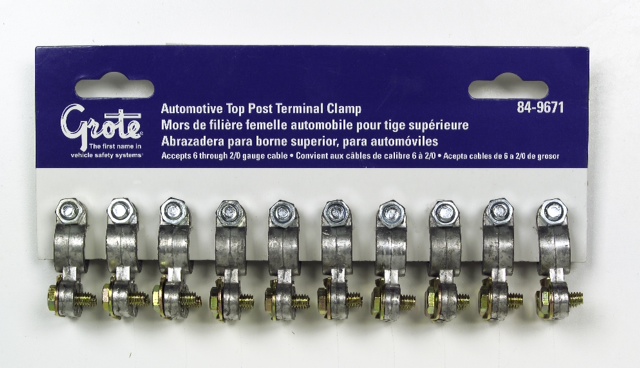 Grote®
The first name in
vehicle safety systems™
Automotive Top Post Terminal Clamp
84-9671
Mors de filière femelle automobile pour tige supérieure
Abrazadera para borne superior, para automóviles
Accepts 6 through 2/0 gauge cable • Convient aux câbles de calibre 6 à 2/0 • Acepta cables de 6 a 2/0 de grosor